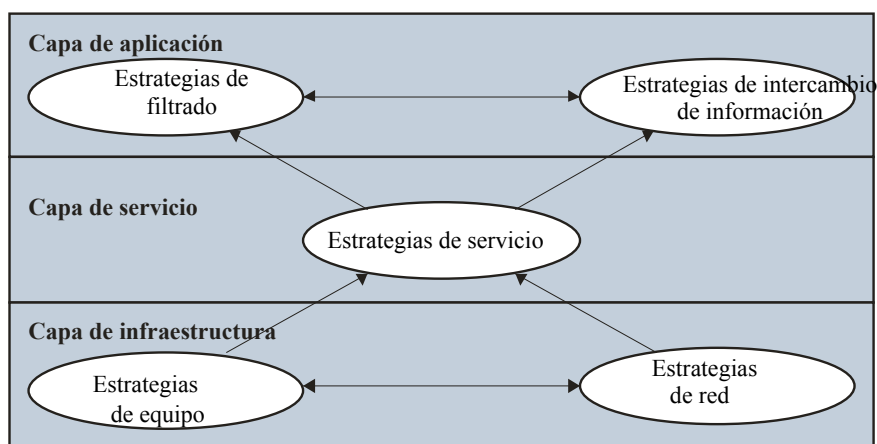 Capa de aplicación
Estrategias de
filtrado
Estrategias de intercambio
de información
Capa de servicio
Estrategias de servicio
Capa de infraestructura
Estrategias
de equipo
Estrategias
de red